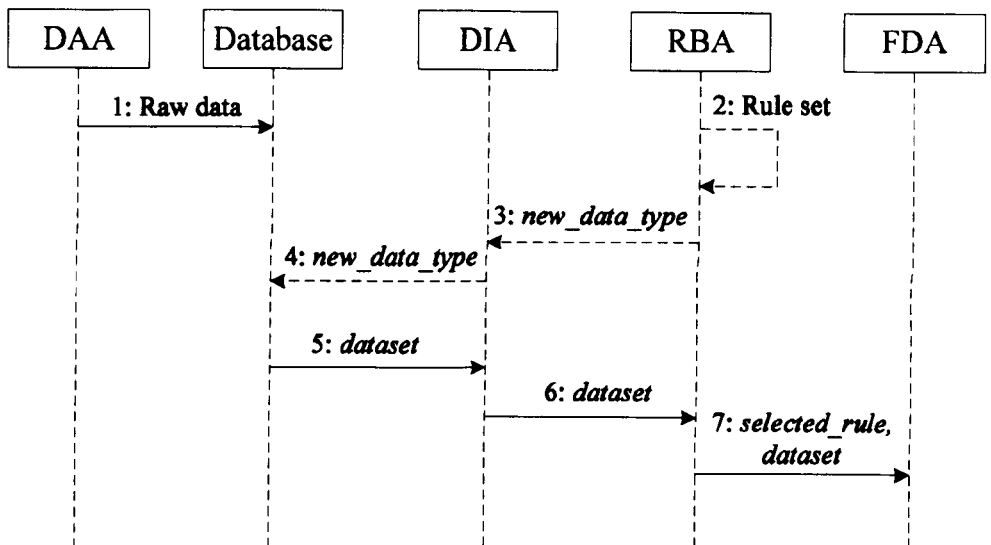 DAA
Database
DIA
RBA
FDA
1: Raw data
2: Rule set
3: new_data_type
4: new_data_type
5: dataset
6: dataset
7: selected_rule,
dataset